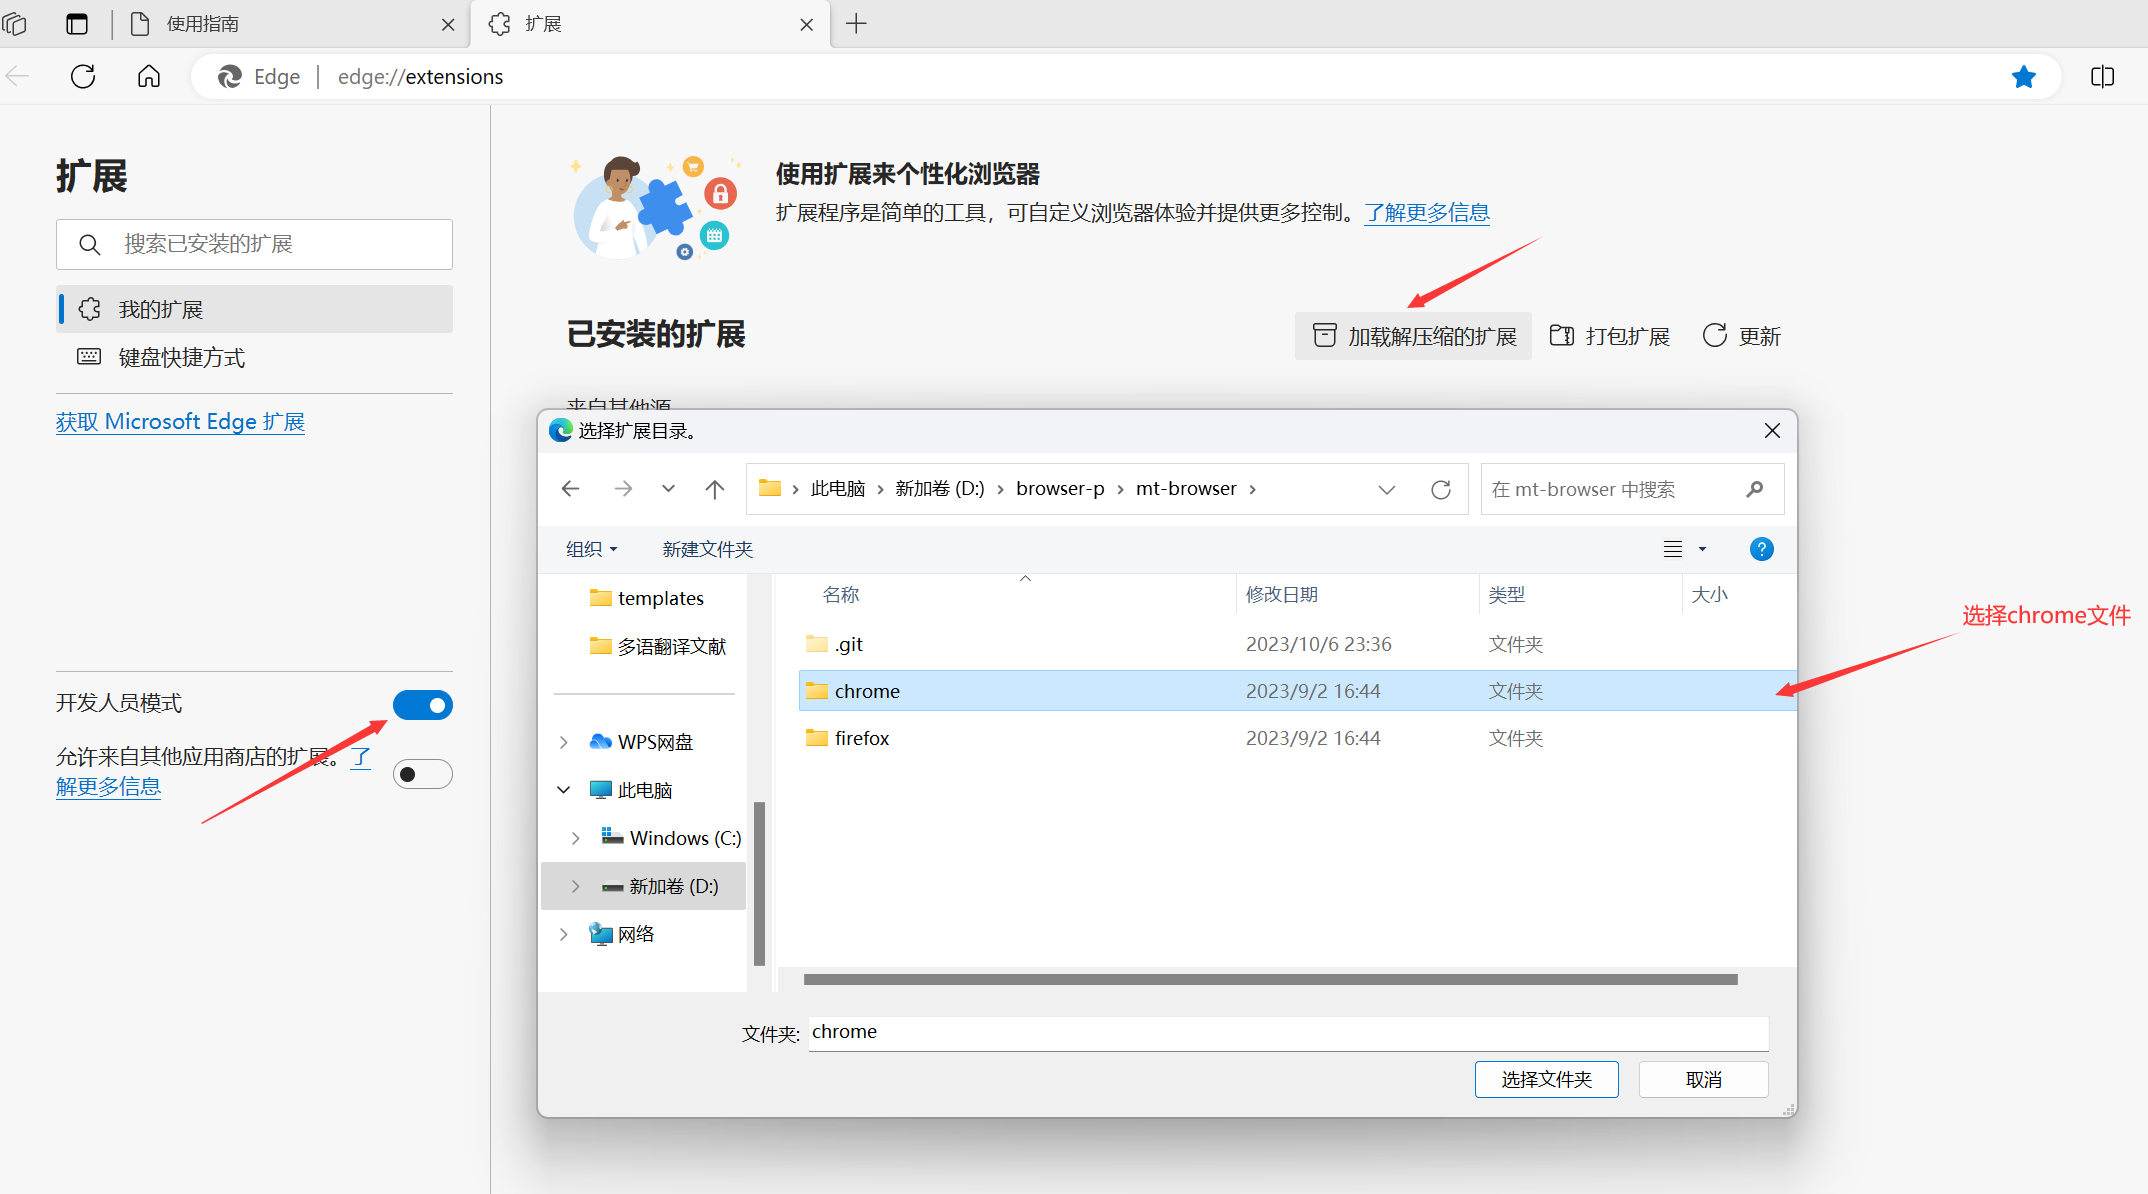 使用指南
扩展
Edge
edge://extensions
扩展
搜索已安装的扩展
我的扩展
键盘快捷方式
获取 Microsoft Edge 扩展
开发人员模式
允许来自其他应用商店的扩展。了
解更多信息
使用扩展来个性化浏览器
扩展程序是简单的工具，可自定义浏览器体验并提供更多控制。了解更多信息
已安装的扩展
加载解压缩的扩展
打包扩展
更新
来自其他源
选择扩展目录。
此电脑 新加卷 (D:) browser-p mt-browser
在 mt-browser 中搜索
组织
新建文件夹
?
templates
多语翻译文献
WPS网盘
此电脑
Windows (C:)
新加卷 (D:)
网络
名称 修改日期 类型 大小
.git 2023/10/6 23:36 文件夹
chrome 2023/9/2 16:44 文件夹
firefox 2023/9/2 16:44 文件夹
选择chrome文件
文件夹: chrome
选择文件夹
取消